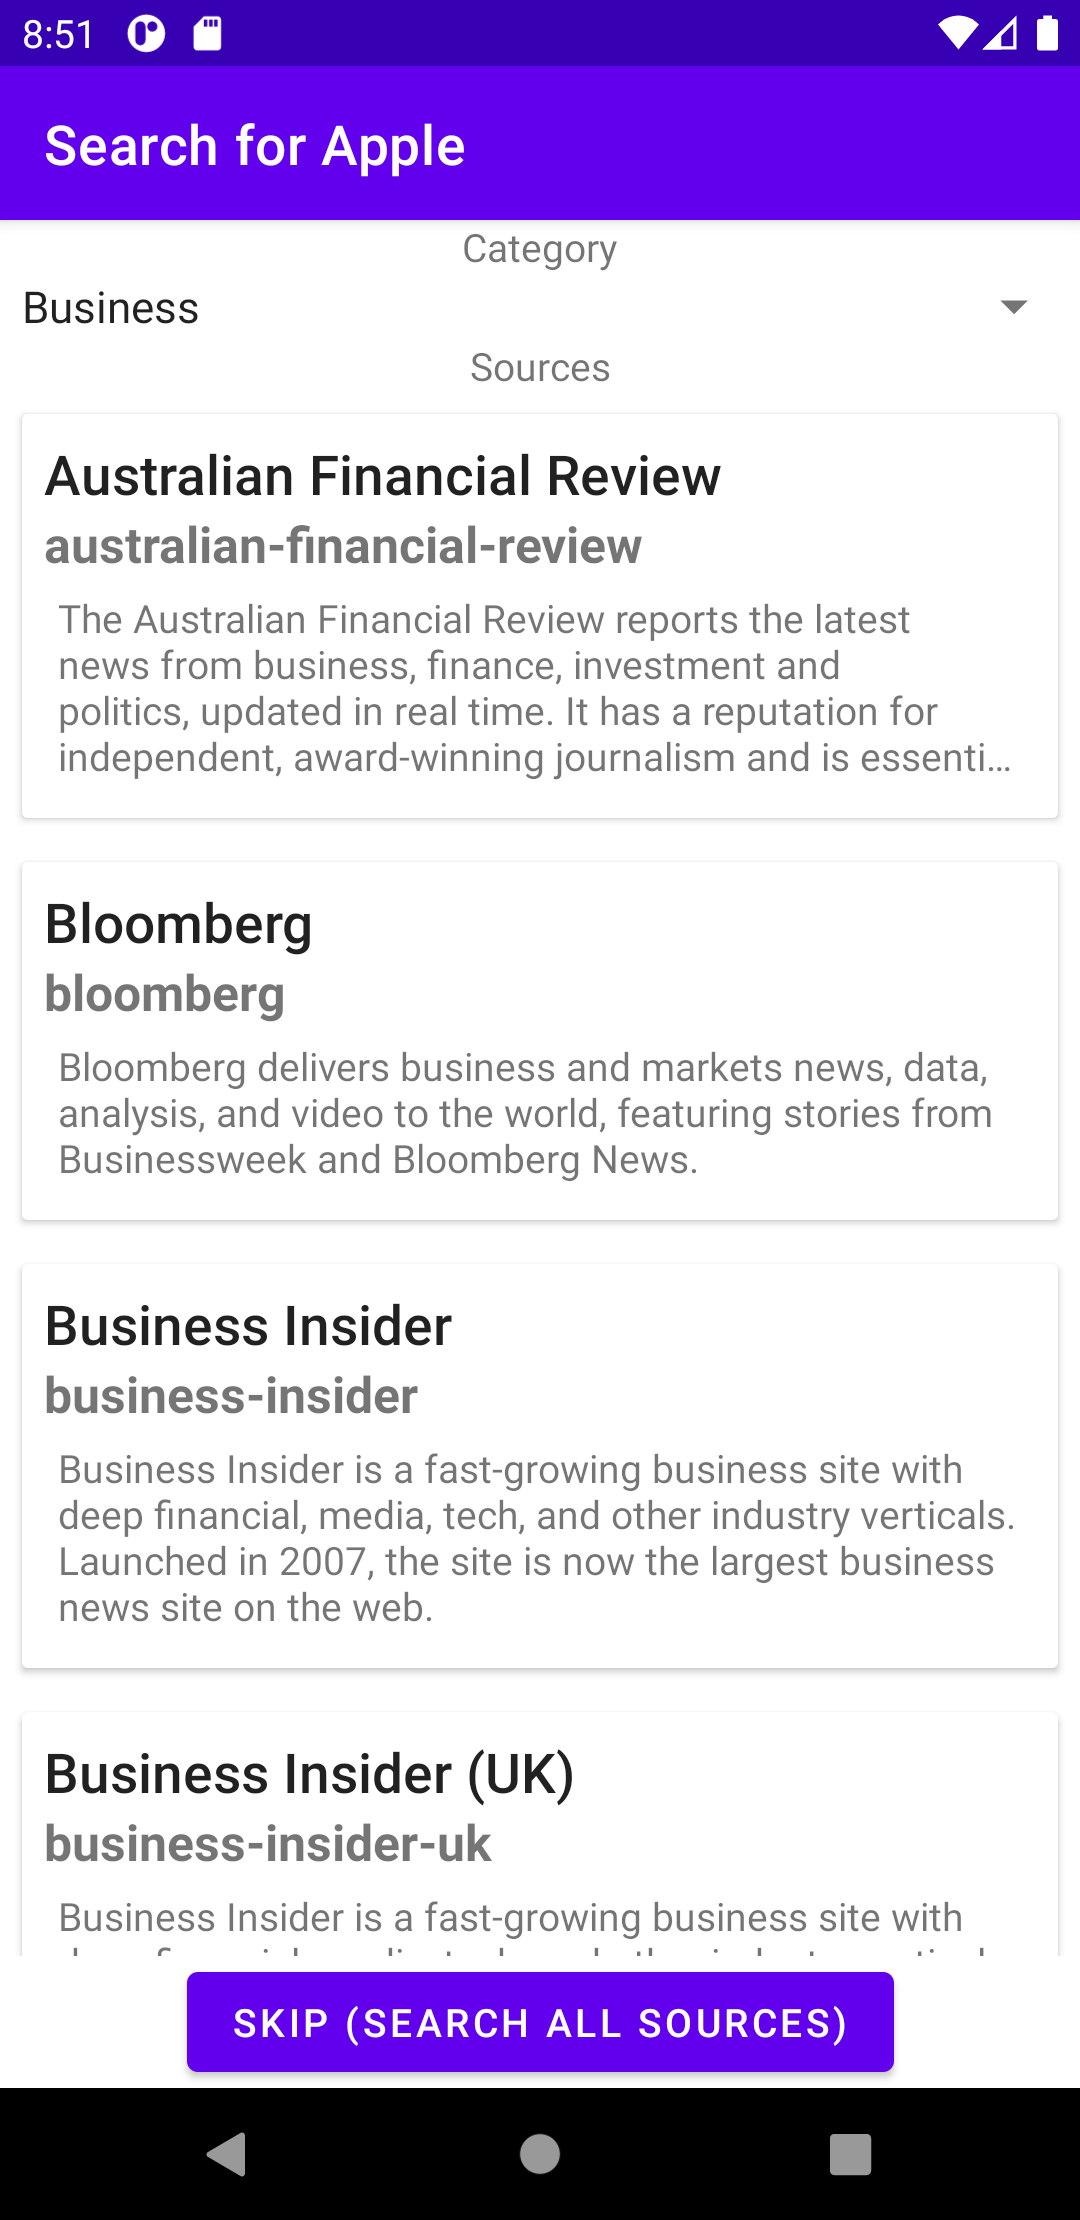 8:51
Search for Apple
Category
Business
Sources
Australian Financial Review
australian-financial-review
The Australian Financial Review reports the latest
news from business, finance, investment and
politics, updated in real time. It has a reputation for
independent, award-winning journalism and is essenti…
Bloomberg
bloomberg
Bloomberg delivers business and markets news, data,
analysis, and video to the world, featuring stories from
Businessweek and Bloomberg News.
Business Insider
business-insider
Business Insider is a fast-growing business site with
deep financial, media, tech, and other industry verticals.
Launched in 2007, the site is now the largest business
news site on the web.
Business Insider (UK)
business-insider-uk
Business Insider is a fast-growing business site with
SKIP (SEARCH ALL SOURCES)